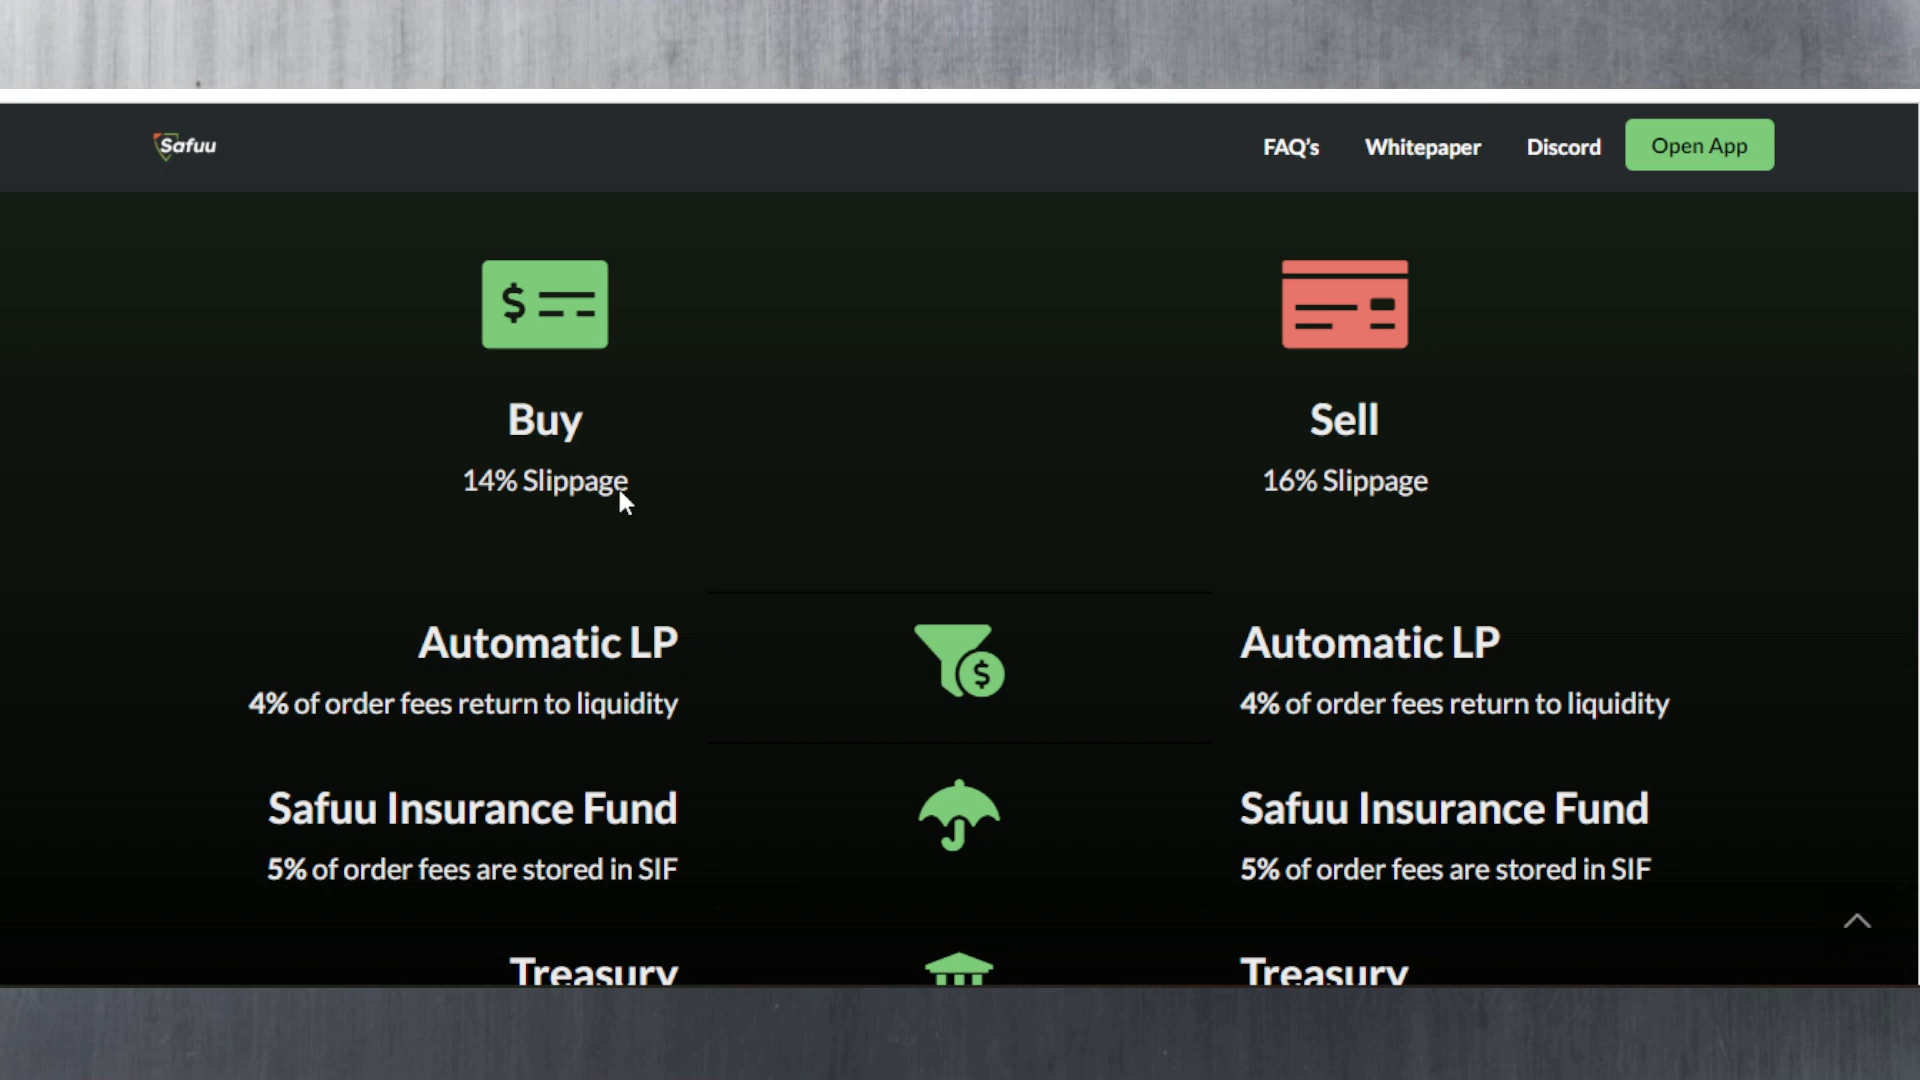 Safuu
FAQ's
Whitepaper
Discord
Open App
$
Buy
14% Slippage
Sell
16% Slippage
Automatic LP
4% of order fees return to liquidity
$
Automatic LP
4% of order fees return to liquidity
Safuu Insurance Fund
5% of order fees are stored in SIF
Safuu Insurance Fund
5% of order fees are stored in SIF
Treasury
Treasury